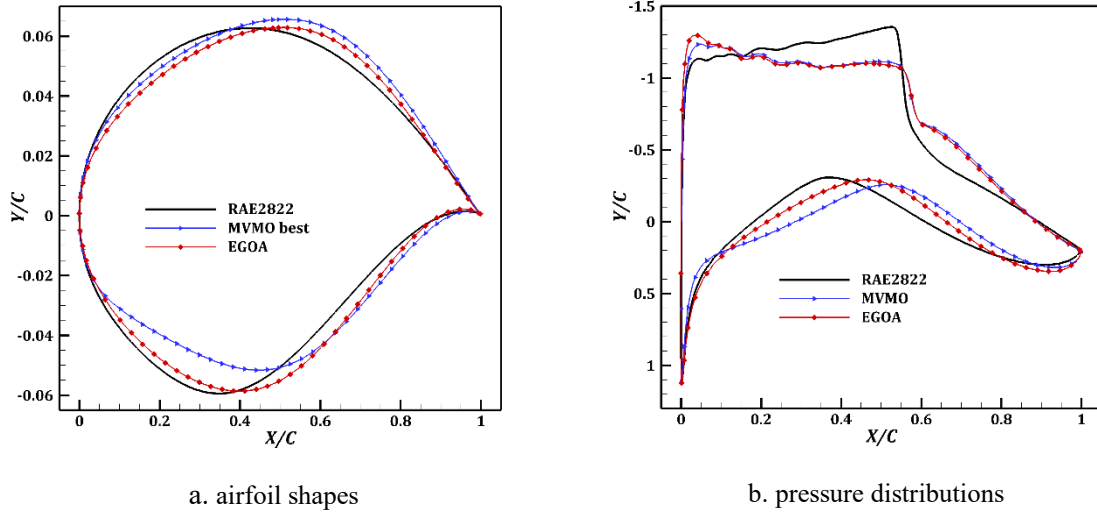 0.06
0.04
0.02
0
-0.02
-0.04
-0.06
Y/C
RAE2822
MVMO best
EGOA
0 0.2 0.4 0.6 0.8 1
X/C
a. airfoil shapes
-1.5
-1
-0.5
0
0.5
1
Y/C
RAE2822
MVMO
EGOA
0 0.2 0.4 0.6 0.8 1
X/C
b. pressure distributions